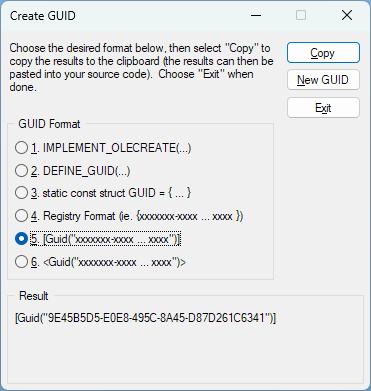 Create GUID
Choose the desired format below, then select "Copy" to
copy the results to the clipboard (the results can then be
pasted into your source code).  Choose "Exit" when
done.
Copy
New GUID
Exit
GUID Format
1. IMPLEMENT_OLECREATE(...)
2. DEFINE_GUID(...)
3. static const struct GUID = { ... }
4. Registry Format (ie. {xxxxxxx-xxxx ... xxxx })
5. [Guid("xxxxxxx-xxxx ... xxxx")]
6. <Guid("xxxxxxx-xxxx ... xxxx")>
Result
[Guid("9E45B5D5-E0E8-495C-8A45-D87D261C6341")]